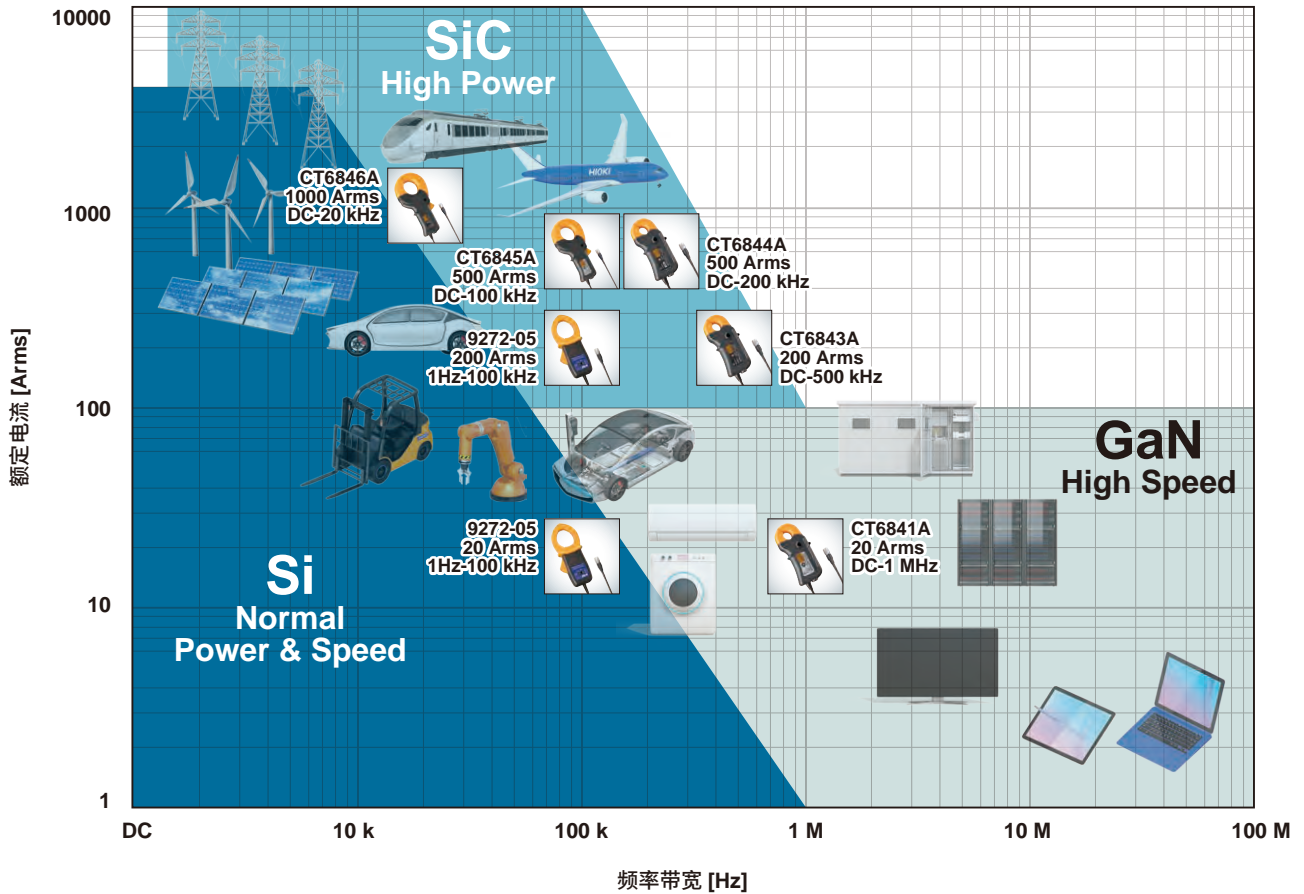 10000
1000
100
10
1
额定电流 [Arms]
SiC
High Power
HIOKI
CT6846A
1000 Arms
DC-20 kHz
CT6845A
500 Arms
DC-100 kHz
CT6844A
500 Arms
DC-200 kHz
9272-05
200 Arms
1Hz-100 kHz
CT6843A
200 Arms
DC-500 kHz
GaN
High Speed
9272-05
20 Arms
1Hz-100 kHz
CT6841A
20 Arms
DC-1 MHz
Si
Normal
Power & Speed
DC
10 k
100 k
1 M
10 M
100 M
频率带宽 [Hz]